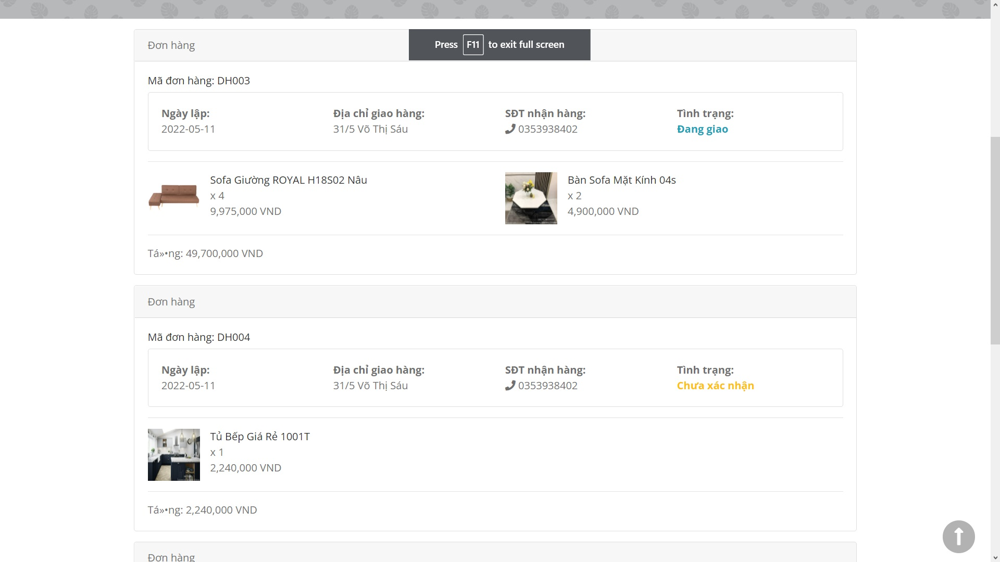 Đơn hàng
Press F11 to exit full screen
Mã đơn hàng: DH003
Ngày lập:
2022-05-11
Địa chỉ giao hàng:
31/5 Võ Thị Sáu
SĐT nhận hàng:
0353938402
Tình trạng:
Đang giao
Sofa Giường ROYAL H18S02 Nâu
x 4
9,975,000 VND
Bàn Sofa Mặt Kính 04s
x 2
4,900,000 VND
Tá»•ng: 49,700,000 VND
Đơn hàng
Mã đơn hàng: DH004
Ngày lập:
2022-05-11
Địa chỉ giao hàng:
31/5 Võ Thị Sáu
SĐT nhận hàng:
0353938402
Tình trạng:
Chưa xác nhận
Tủ Bếp Giá Rẻ 1001T
x 1
2,240,000 VND
Tá»•ng: 2,240,000 VND
Đơn hàng